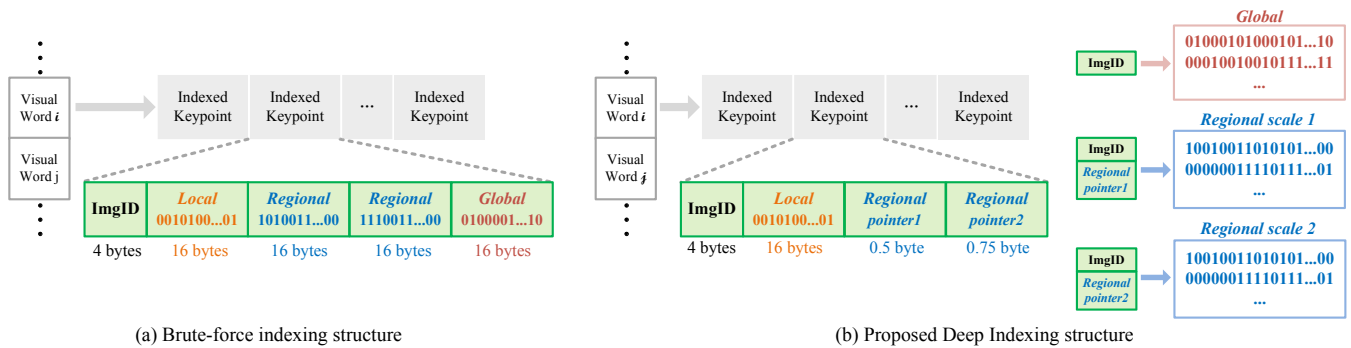 Visual
Word i
Visual
Word j
Indexed
Keypoint
Indexed
Keypoint
...
Indexed
Keypoint
ImgID
Local
0010100...01
Regional
1010011...00
Regional
1110011...00
Global
0100001...10
4 bytes
16 bytes
16 bytes
16 bytes
16 bytes
(a) Brute-force indexing structure
Visual
Word i
Visual
Word j
Indexed
Keypoint
Indexed
Keypoint
...
Indexed
Keypoint
ImgID
Local
0010100...01
Regional
pointer1
Regional
pointer2
4 bytes
16 bytes
0.5 byte
0.75 byte
Global
ImgID
01000101000101...10
00010010010111...11
...
Regional scale 1
ImgID
Regional
pointer1
10010011010101...00
00000011110111...01
...
Regional scale 2
ImgID
Regional
pointer2
10010011010101...00
00000011110111...01
...
(b) Proposed Deep Indexing structure